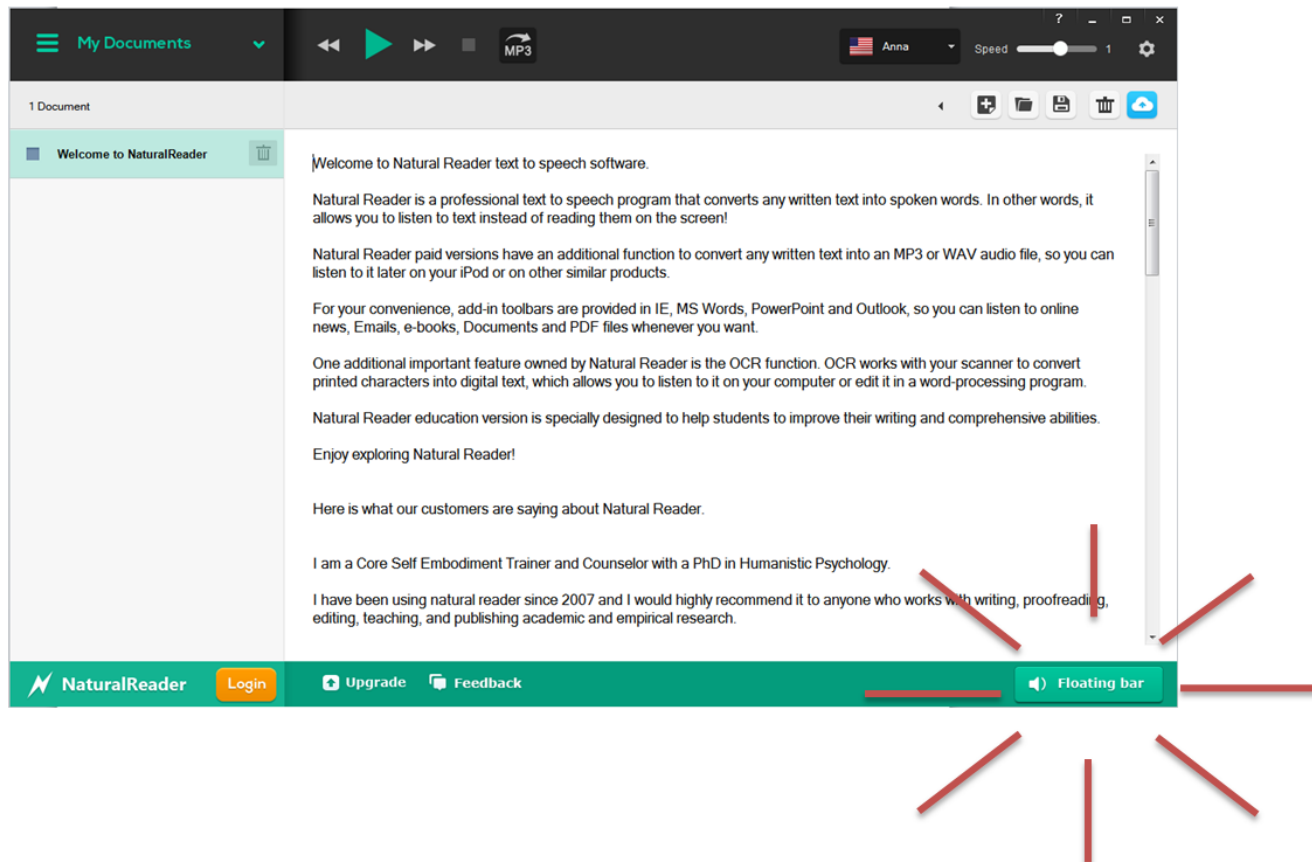 My Documents
MP3
Anna
Speed
1
?
1 Document
Welcome to NaturalReader
Welcome to Natural Reader text to speech software.
Natural Reader is a professional text to speech program that converts any written text into spoken words. In other words, it
allows you to listen to text instead of reading them on the screen!
Natural Reader paid versions have an additional function to convert any written text into an MP3 or WAV audio file, so you can
listen to it later on your iPod or on other similar products.
For your convenience, add-in toolbars are provided in IE, MS Words, PowerPoint and Outlook, so you can listen to online
news, Emails, e-books, Documents and PDF files whenever you want.
One additional important feature owned by Natural Reader is the OCR function. OCR works with your scanner to convert
printed characters into digital text, which allows you to listen to it on your computer or edit it in a word-processing program.
Natural Reader education version is specially designed to help students to improve their writing and comprehensive abilities.
Enjoy exploring Natural Reader!
Here is what our customers are saying about Natural Reader.
I am a Core Self Embodiment Trainer and Counselor with a PhD in Humanistic Psychology.
I have been using natural reader since 2007 and I would highly recommend it to anyone who works with writing, proofreading,
editing, teaching, and publishing academic and empirical research.
NaturalReader
Login
Upgrade
Feedback
Floating bar